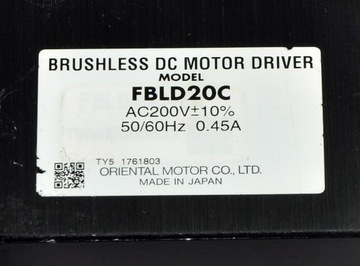 BRUSHLESS DC MOTOR DRIVER
MODEL
FBLD20C
AC200V±10%
50/60Hz 0.45A
TY5 1761803
ORIENTAL MOTOR CO., LTD.
MADE IN JAPAN